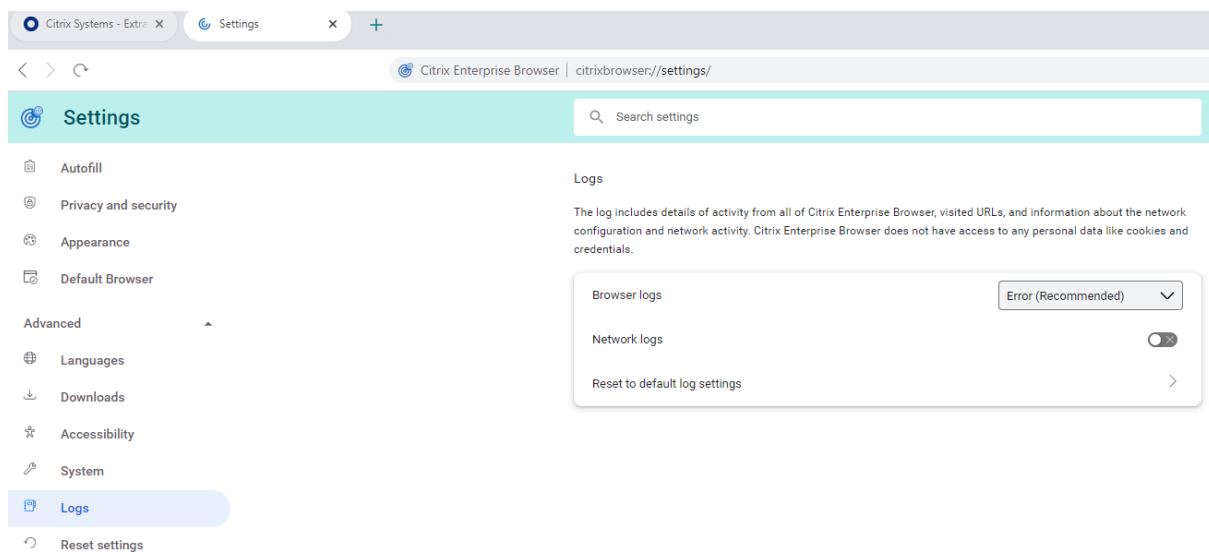 Citrix Systems - Extra
Settings
Citrix Enterprise Browser | citrixbrowser://settings/
Settings
Search settings
Autofill
Privacy and security
Appearance
Default Browser
Advanced
Languages
Downloads
Accessibility
System
Logs
Reset settings
Logs
The log includes details of activity from all of Citrix Enterprise Browser, visited URLs, and information about the network
configuration and network activity. Citrix Enterprise Browser does not have access to any personal data like cookies and
credentials.
Browser logs
Error (Recommended)
Network logs
Reset to default log settings